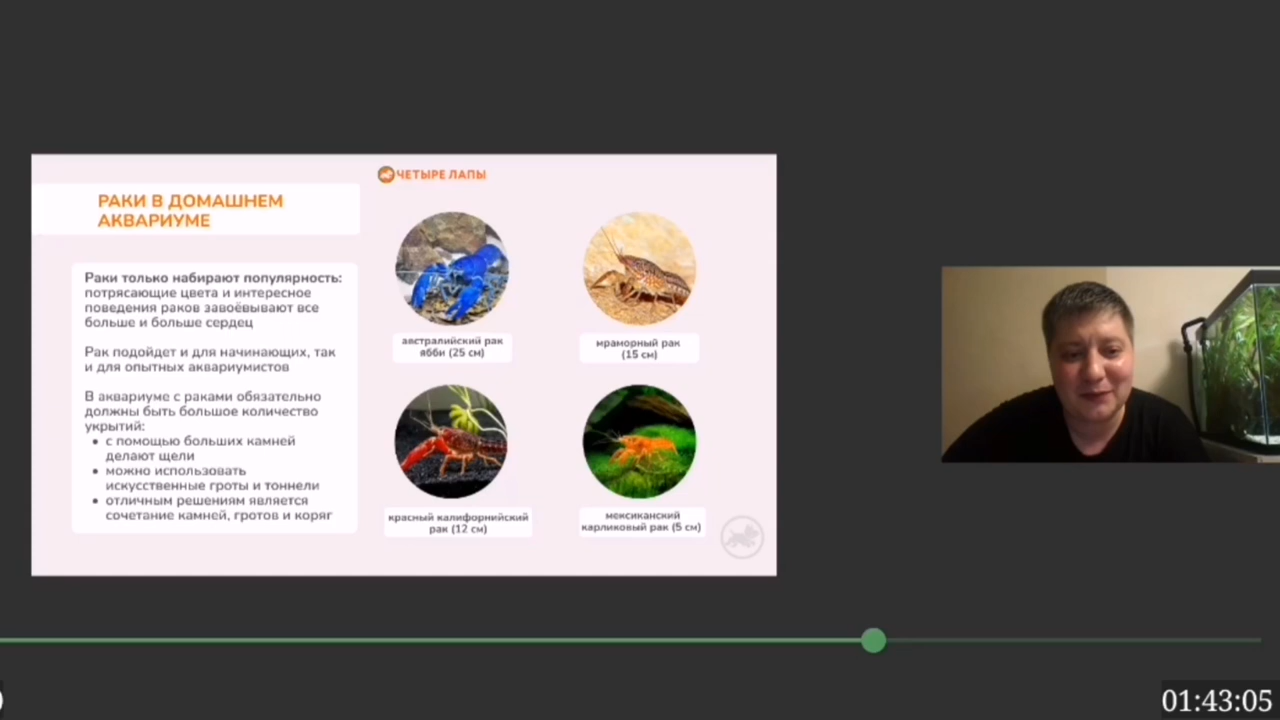 ЧЕТЫРЕ ЛАПЫ
РАКИ В ДОМАШНЕМ
АКВАРИУМЕ
Раки только набирают популярность:
потрясающие цвета и интересное
поведения раков завоёвывают все
больше и больше сердец
Рак подойдет и для начинающих, так
и для опытных аквариумистов
В аквариуме с раками обязательно
должны быть большое количество
укрытий:
• с помощью больших камней
делают щели
• можно использовать
искусственные гроты и тоннели
• отличным решениям является
сочетание камней, гротов и коряг
австралийский рак
ябби (25 см)
мраморный рак
(15 см)
красный калифорнийский
рак (12 см)
мексиканский
карликовый рак (5 см)
01:43:05